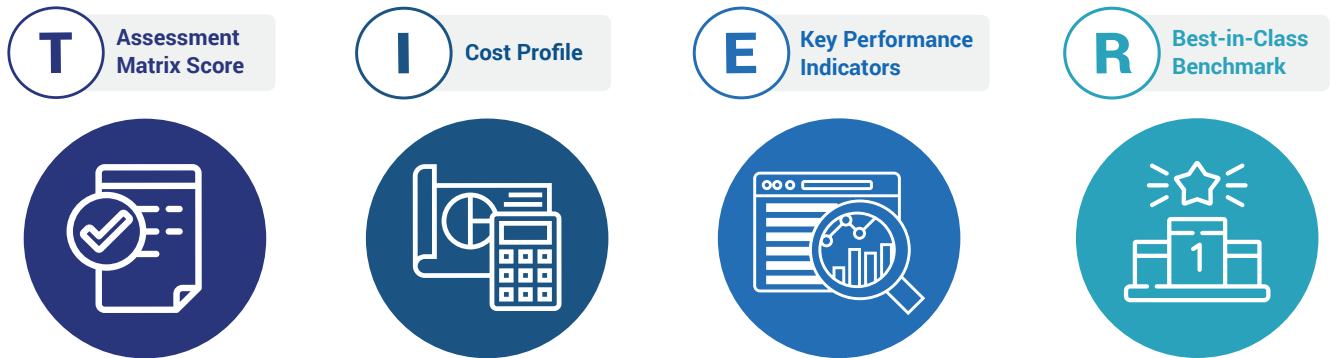 T
Assessment
Matrix Score
I
Cost Profile
E
Key Performance
Indicators
R
Best-in-Class
Benchmark
1